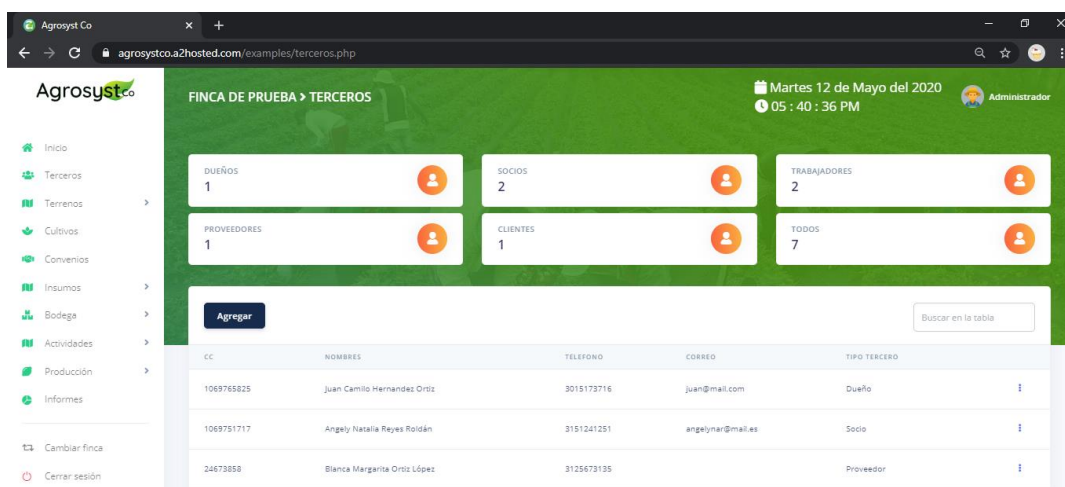 Agrosyst Co
agrosystco.a2hosted.com/examples/terceros.php
Agrosystco
FINCA DE PRUEBA > TERCEROS
Martes 12 de Mayo del 2020
05 : 40 : 36 PM
Administrador
Inicio
Terceros
Terrenos
Cultivos
Convenios
Insumos
Bodega
Actividades
Producción
Informes
Cambiar finca
Cerrar sesión
DUEÑOS
1
SOCIOS
2
TRABAJADORES
2
PROVEEDORES
1
CLIENTES
1
TODOS
7
Agregar
Buscar en la tabla
CC NOMBRES TELEFONO CORREO TIPO TERCERO
1069765825 Juan Camilo Hernandez Ortiz 3015173716 juan@mail.com Dueño
1069751717 Angely Natalia Reyes Roldán 3151241251 angelynar@mail.es Socio
24673858 Blanca Margarita Ortiz López 3125673135 Proveedor